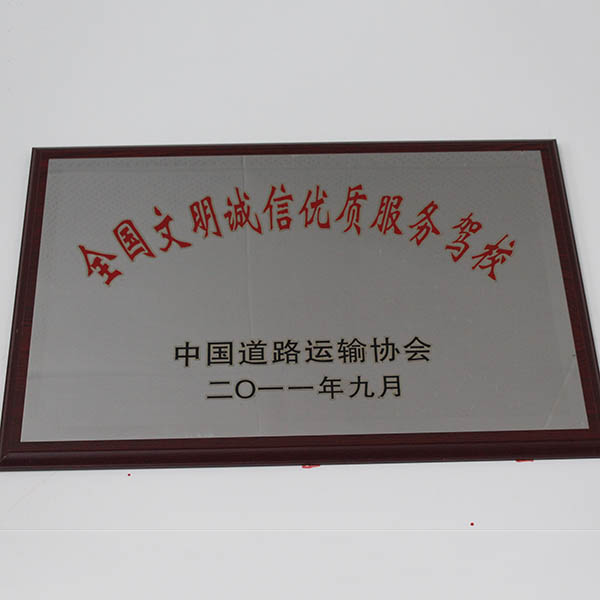 全国文明诚信优质服务驾校
中国道路运输协会
二〇一一年九月